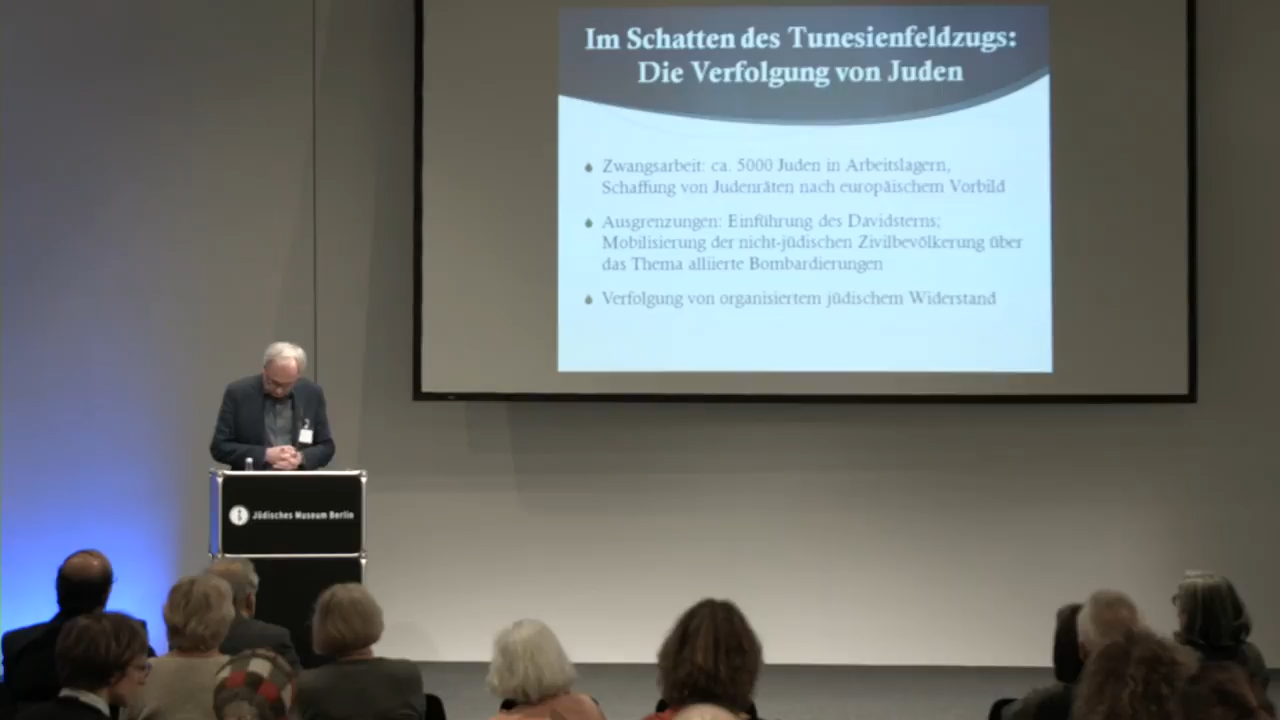 Im Schatten des Tunesienfeldzugs:
Die Verfolgung von Juden
Zwangsarbeit: ca. 5000 Juden in Arbeitslagern,
Schaffung von Judenräten nach europäischem Vorbild
Ausgrenzungen: Einführung des Davidsterns;
Mobilisierung der nicht-jüdischen Zivilbevölkerung über
das Thema alliierte Bombardierungen
Verfolgung von organisiertem jüdischem Widerstand
Jüdisches Museum Berlin